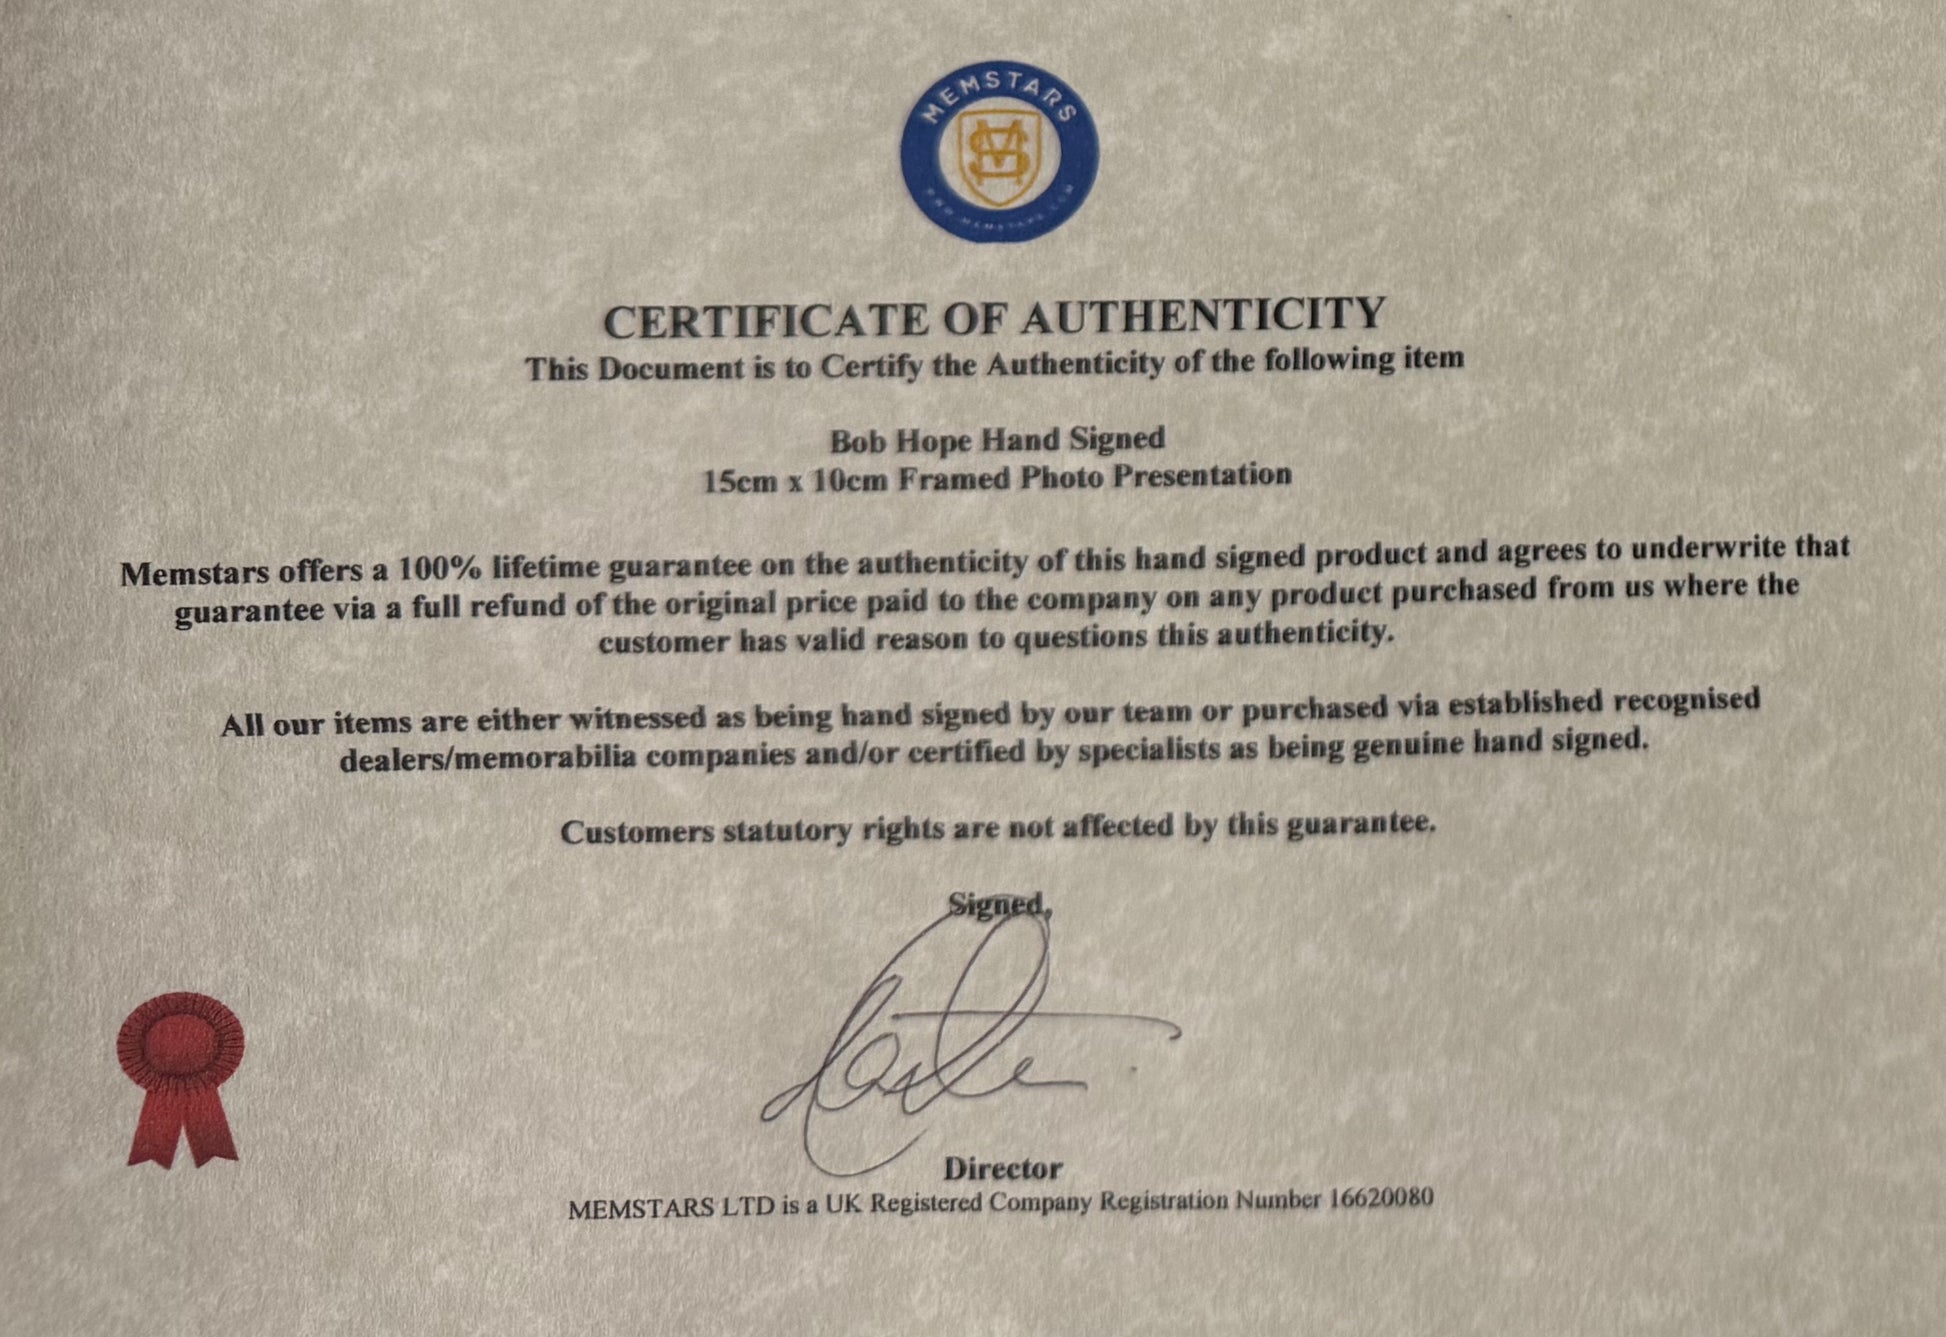 MEMSTARS
CERTIFICATE OF AUTHENTICITY
This Document is to Certify the Authenticity of the following item
Bob Hope Hand Signed
15cm x 10cm Framed Photo Presentation
Memstars offers a 100% lifetime guarantee on the authenticity of this hand signed product and agrees to underwrite that
guarantee via a full refund of the original price paid to the company on any product purchased from us where the
customer has valid reason to questions this authenticity.
All our items are either witnessed as being hand signed by our team or purchased via established recognised
dealers/memorabilia companies and/or certified by specialists as being genuine hand signed.
Customers statutory rights are not affected by this guarantee.
Signed,
Director
MEMSTARS LTD is a UK Registered Company Registration Number 16620080